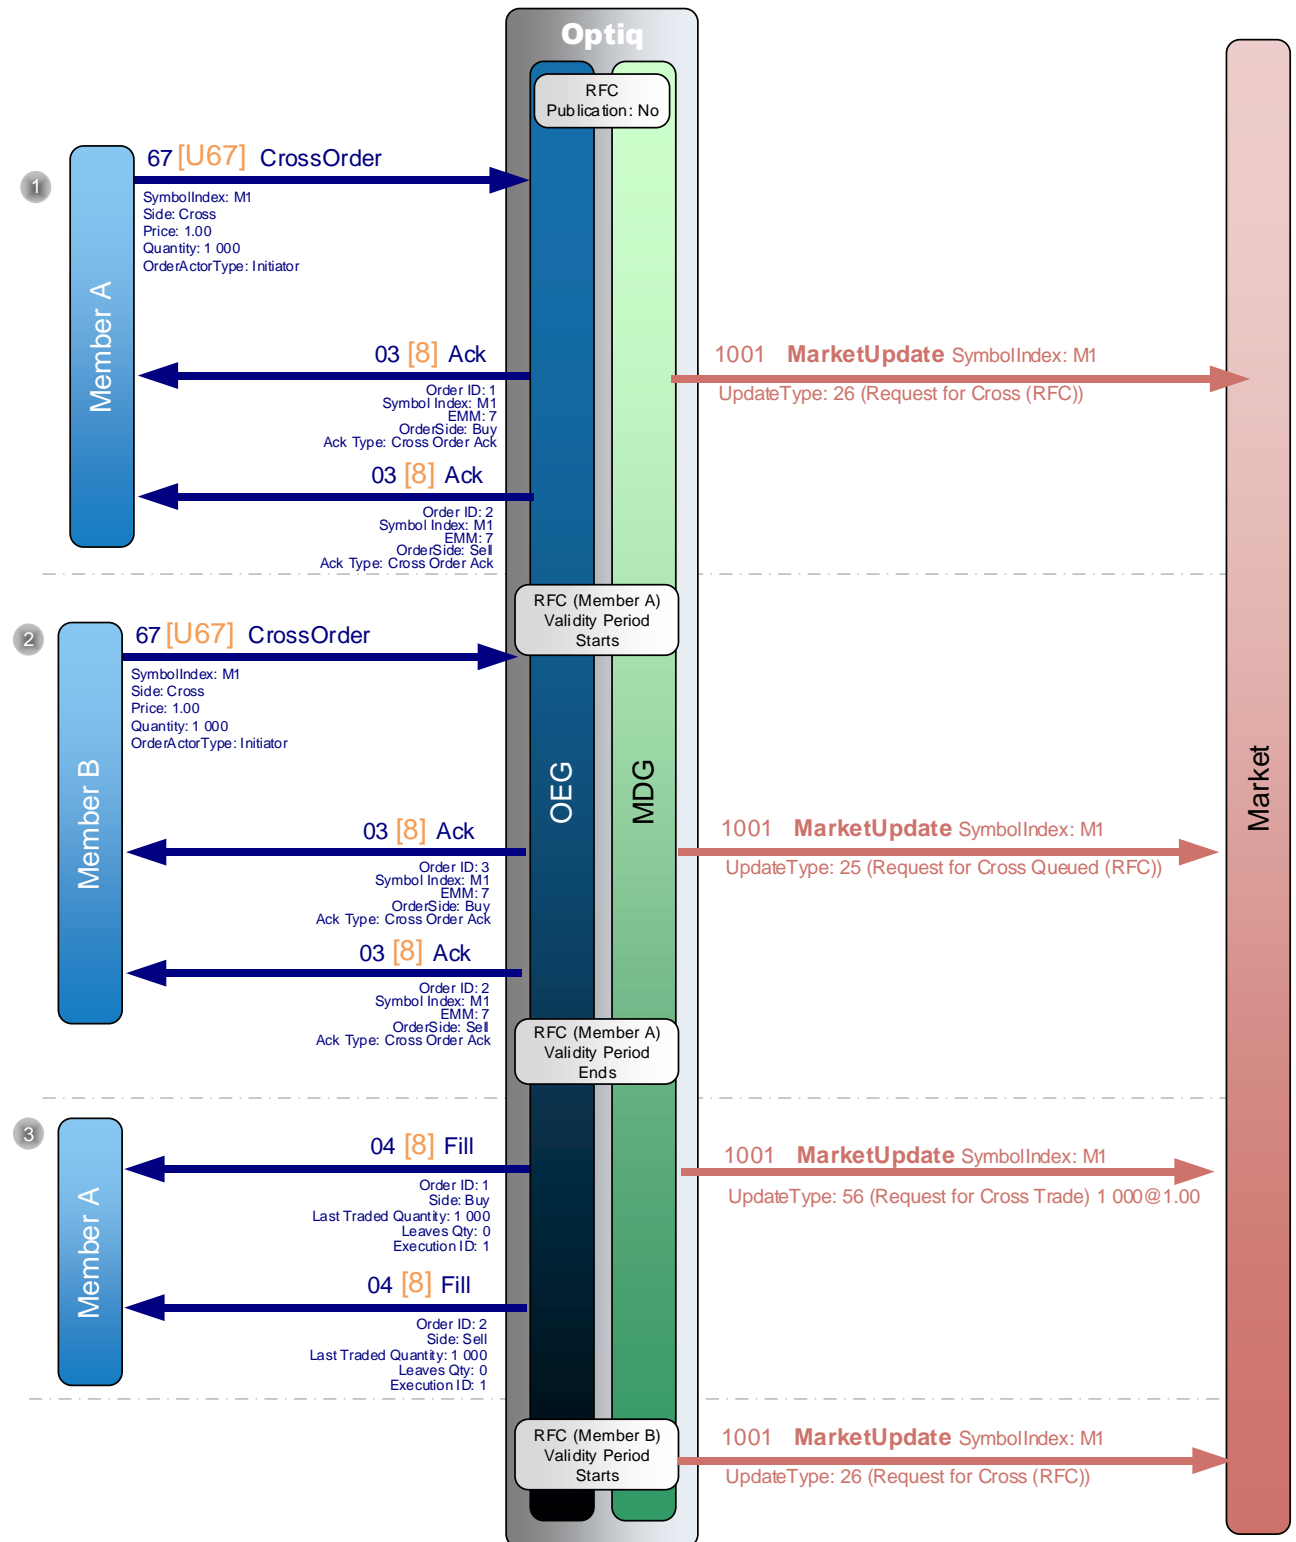 Optiq
RFC
Publication: No
1
67 [U67] CrossOrder
SymbolIndex: M1
Side: Cross
Price: 1.00
Quantity: 1 000
OrderActorType: Initiator
Member A
03 [8] Ack
Order ID: 1
Symbol Index: M1
EMM: 7
OrderSide: Buy
Ack Type: Cross Order Ack
1001 MarketUpdate SymbolIndex: M1
UpdateType: 26 (Request for Cross (RFC))
03 [8] Ack
Order ID: 2
Symbol Index: M1
EMM: 7
OrderSide: Sell
Ack Type: Cross Order Ack
RFC (Member A)
Validity Period
Starts
2
67 [U67] CrossOrder
SymbolIndex: M1
Side: Cross
Price: 1.00
Quantity: 1 000
OrderActorType: Initiator
Member B
OEG
MDG
Market
03 [8] Ack
Order ID: 3
Symbol Index: M1
EMM: 7
OrderSide: Buy
Ack Type: Cross Order Ack
1001 MarketUpdate SymbolIndex: M1
UpdateType: 25 (Request for Cross Queued (RFC))
03 [8] Ack
Order ID: 2
Symbol Index: M1
EMM: 7
OrderSide: Sell
Ack Type: Cross Order Ack
RFC (Member A)
Validity Period
Ends
3
Member A
04 [8] Fill
Order ID: 1
Side: Buy
Last Traded Quantity: 1 000
Leaves Qty: 0
Execution ID: 1
1001 MarketUpdate SymbolIndex: M1
UpdateType: 56 (Request for Cross Trade) 1 000@1.00
04 [8] Fill
Order ID: 2
Side: Sell
Last Traded Quantity: 1 000
Leaves Qty: 0
Execution ID: 1
RFC (Member B)
Validity Period
Starts
1001 MarketUpdate SymbolIndex: M1
UpdateType: 26 (Request for Cross (RFC))